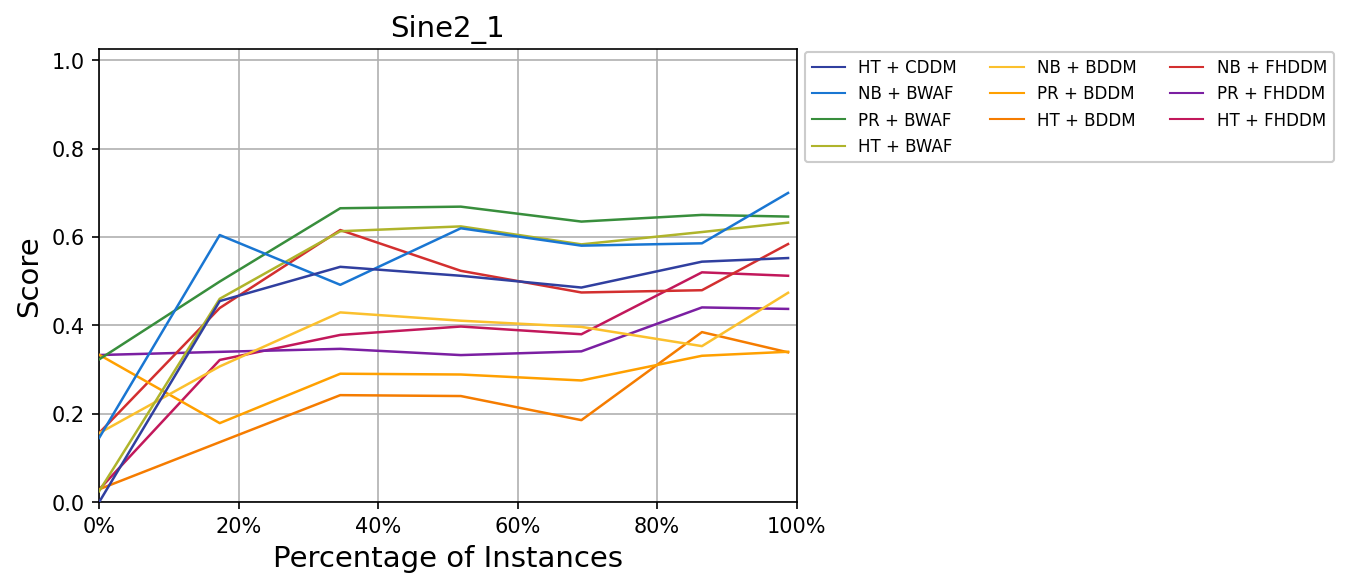 Sine2_1
Score
1.0
0.8
0.6
0.4
0.2
0.0
0% 20% 40% 60% 80% 100%
Percentage of Instances
HT + CDDM NB + BDDM NB + FHDDM
NB + BWAF PR + BDDM PR + FHDDM
PR + BWAF HT + BDDM HT + FHDDM
HT + BWAF